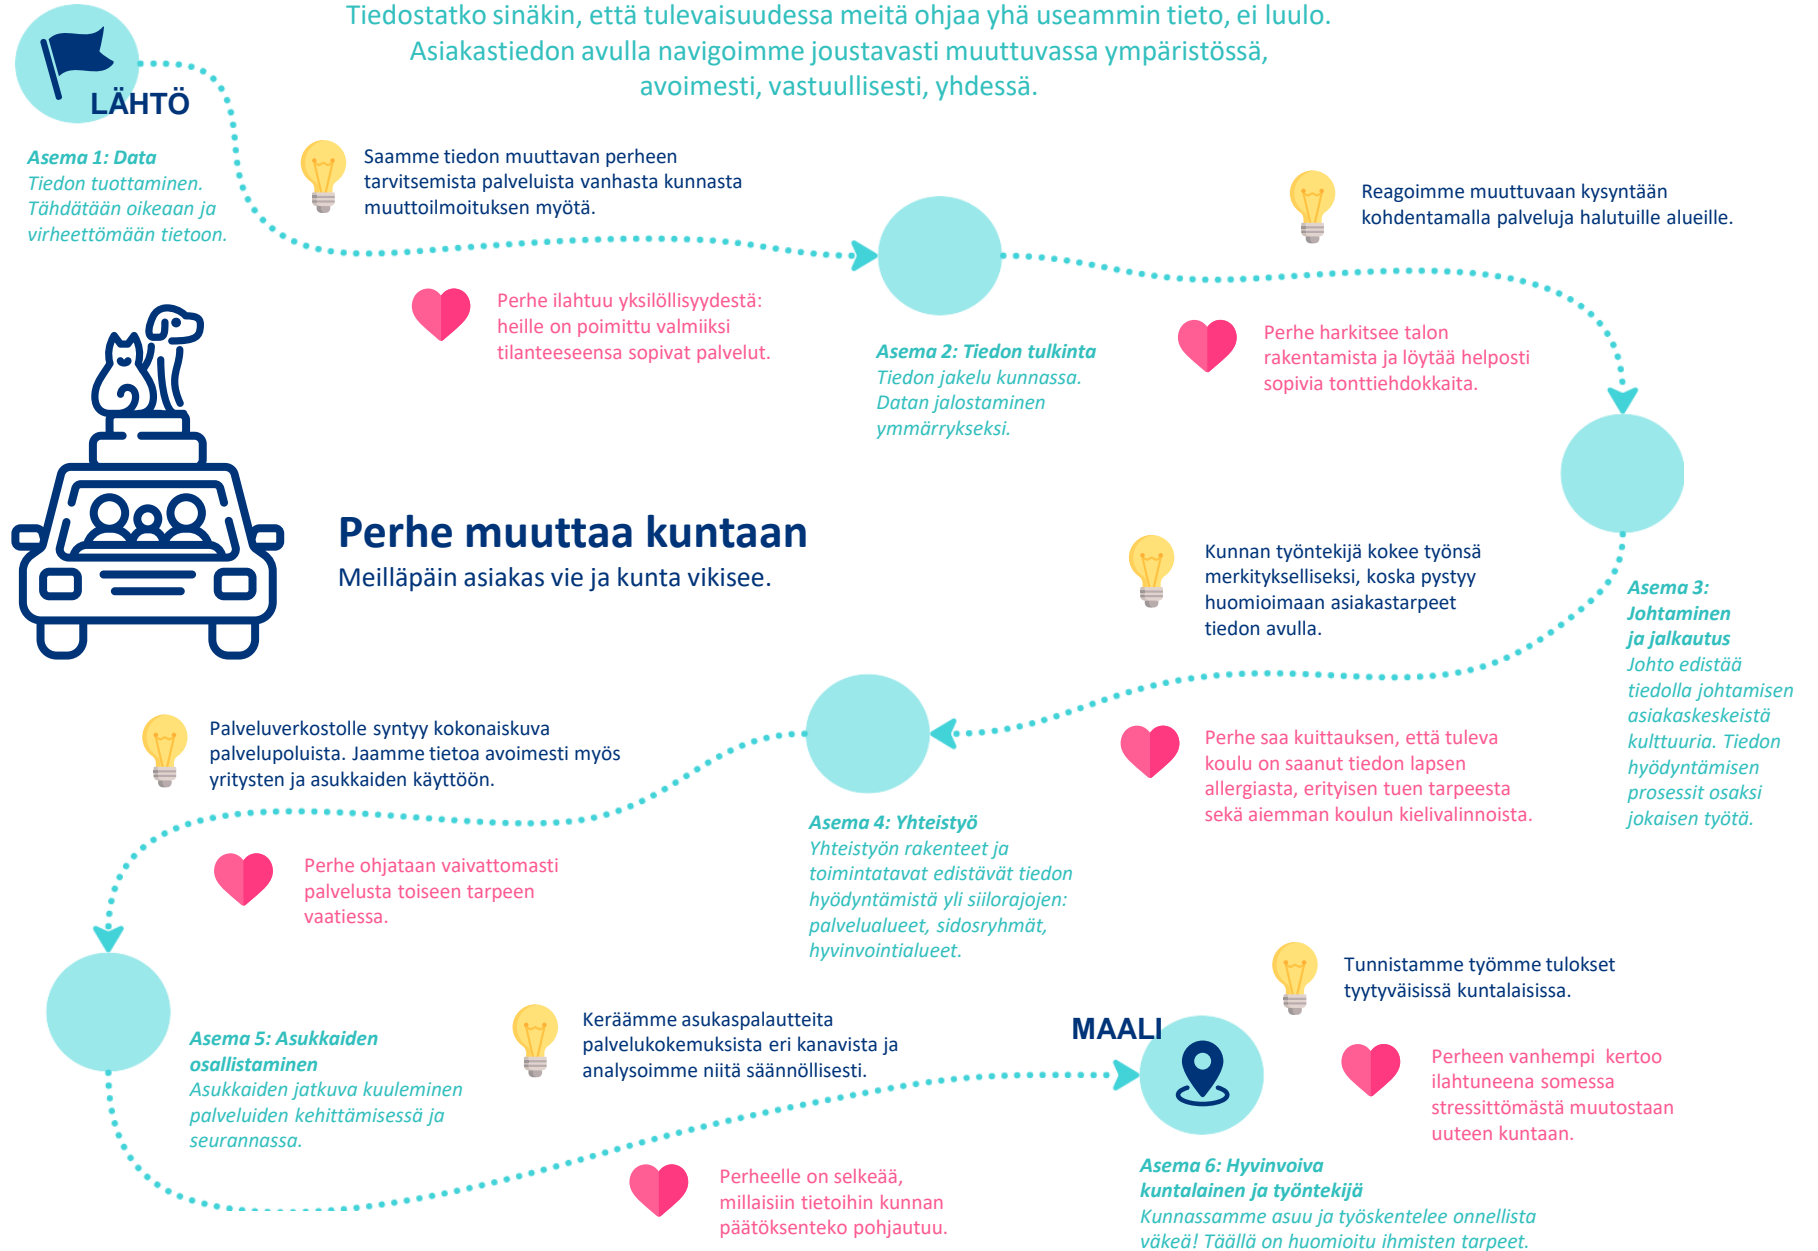 Tiedostatko sinäkin, että tulevaisuudessa meitä ohjaa yhä useammin tieto, ei luulo.
Asiakastiedon avulla navigoimme joustavasti muuttuvassa ympäristössä,
avoimesti, vastuullisesti, yhdessä.
LÄHTÖ
Asema 1: Data
Tiedon tuottaminen.
Tähdätään oikeaan ja
virheettömään tietoon.
Saamme tiedon muuttavan perheen
tarvitsemista palveluista vanhasta kunnasta
muuttoilmoituksen myötä.
Perhe ilahtuu yksilöllisyydestä:
heille on poimittu valmiiksi
tilanteeseensa sopivat palvelut.
Asema 2: Tiedon tulkinta
Tiedon jakelu kunnassa.
Datan jalostaminen
ymmärrykseksi.
Reagoimme muuttuvaan kysyntään
kohdentamalla palveluja halutuille alueille.
Perhe harkitsee talon
rakentamista ja löytää helposti
sopivia tonttiehdokkaita.
Perhe muuttaa kuntaan
Meilläpäin asiakas vie ja kunta vikisee.
Asema 3:
Johtaminen
ja jalkautus
Johto edistää
tiedolla johtamisen
asiakaskeskeistä
kulttuuria. Tiedon
hyödyntämisen
prosessit osaksi
jokaisen työtä.
Kunnan työntekijä kokee työnsä
merkitykselliseksi, koska pystyy
huomioimaan asiakastarpeet
tiedon avulla.
Perhe saa kuittauksen, että tuleva
koulu on saanut tiedon lapsen
allergiasta, erityisen tuen tarpeesta
sekä aiemman koulun kielivalinnoista.
Asema 4: Yhteistyö
Yhteistyön rakenteet ja
toimintatavat edistävät tiedon
hyödyntämistä yli siilorajojen:
palvelualueet, sidosryhmät,
hyvinvointialueet.
Palveluverkostolle syntyy kokonaiskuva
palvelupoluista. Jaamme tietoa avoimesti myös
yritysten ja asukkaiden käyttöön.
Perhe ohjataan vaivattomasti
palvelusta toiseen tarpeen
vaatiessa.
Asema 5: Asukkaiden
osallistaminen
Asukkaiden jatkuva kuuleminen
palveluiden kehittämisessä ja
seurannassa.
Keräämme asukaspalautteita
palvelukokemuksista eri kanavista ja
analysoimme niitä säännöllisesti.
Perheelle on selkeää,
millaisiin tietoihin kunnan
päätöksenteko pohjautuu.
MAALI
Tunnistamme työmme tulokset
tyytyväisissä kuntalaisissa.
Perheen vanhempi kertoo
ilahtuneena somessa
stressittömästä muutostaan
uuteen kuntaan.
Asema 6: Hyvinvoiva
kuntalainen ja työntekijä
Kunnassamme asuu ja työskentelee onnellista
väkeä! Täällä on huomioitu ihmisten tarpeet.